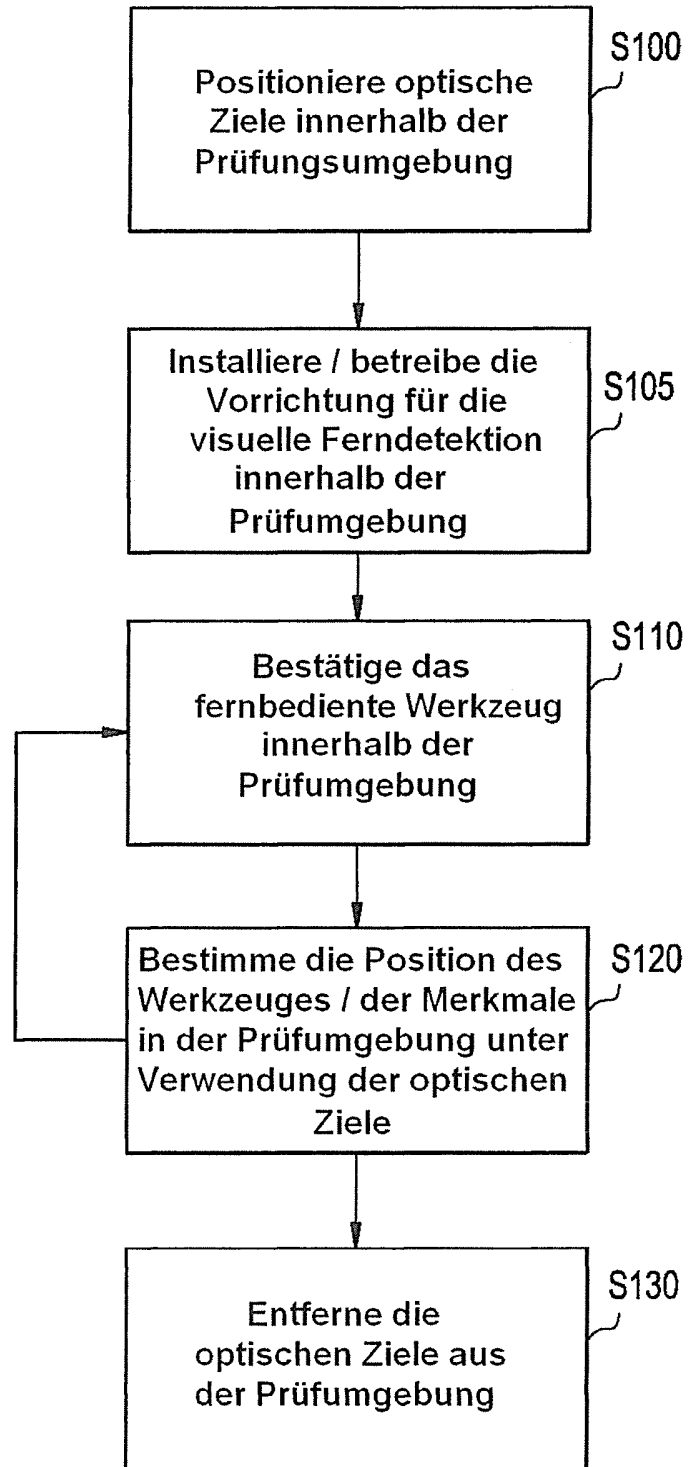 S100
Positioniere optische
Ziele innerhalb der
Prüfungsumgebung
S105
Installiere / betreibe die
Vorrichtung für die
visuelle Ferndetektion
innerhalb der
Prüfumgebung
S110
Bestätige das
fernbediente Werkzeug
innerhalb der
Prüfumgebung
S120
Bestimme die Position des
Werkzeuges / der Merkmale
in der Prüfumgebung unter
Verwendung der optischen
Ziele
S130
Entferne die
optischen Ziele aus
der Prüfumgebung